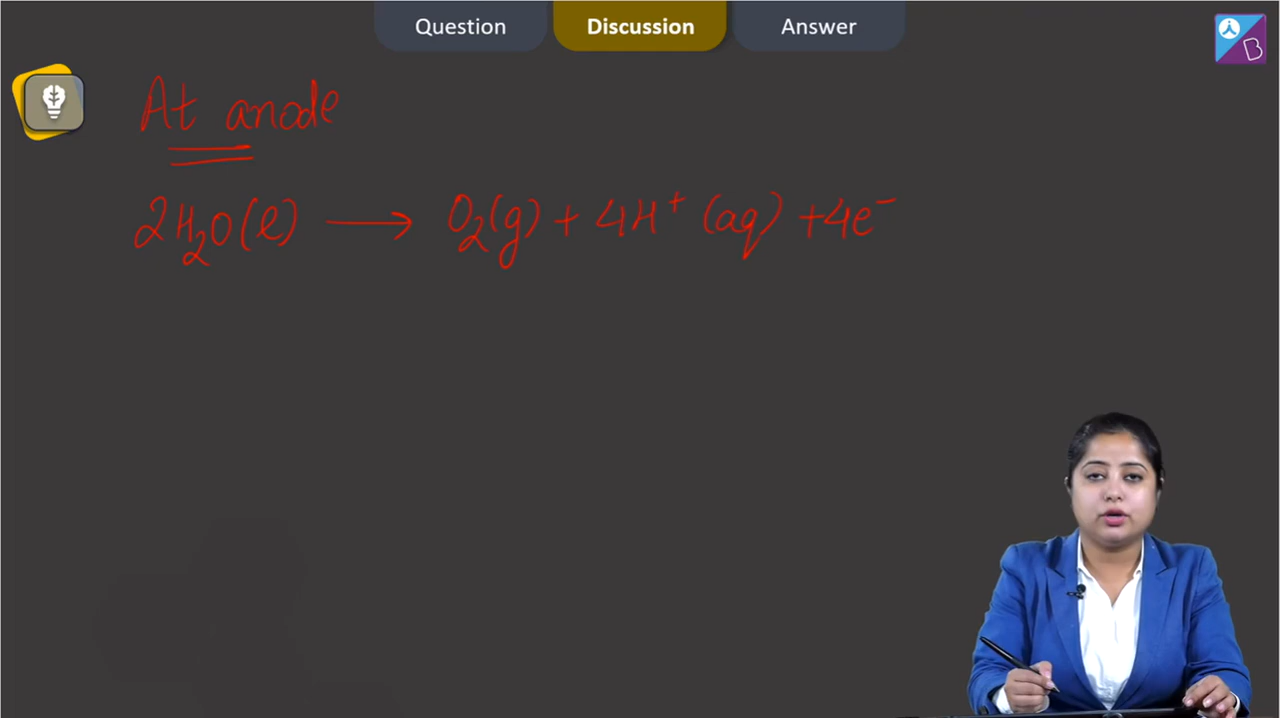 Question Discussion Answer
At anode
2H₂O(l) ⟶ O₂(g) + 4H⁺ (aq) + 4e⁻
B